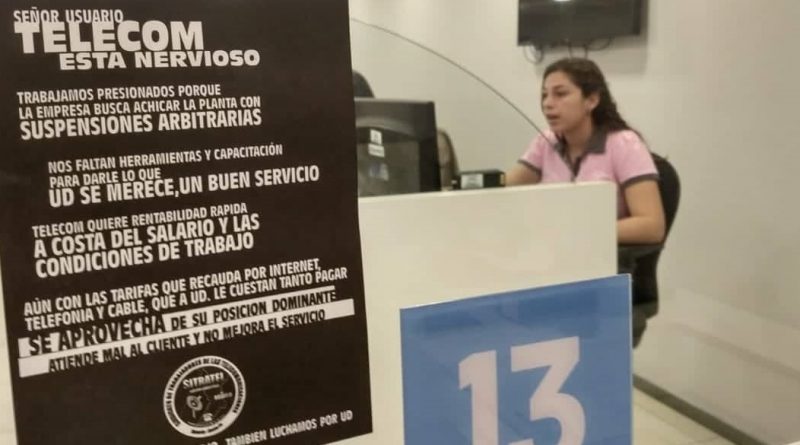 SEÑOR USUARIO
TELECOM
ESTA NERVIOSO
TRABAJAMOS PRESIONADOS PORQUE
LA EMPRESA BUSCA ACHICAR LA PLANTA CON
SUSPENSIONES ARBITRARIAS
NOS FALTAN HERRAMIENTAS Y CAPACITACIÓN
PARA DARLE LO QUE
UD SE MERECE, UN BUEN SERVICIO
TELECOM QUIERE RENTABILIDAD RAPIDA
A COSTA DEL SALARIO Y LAS
CONDICIONES DE TRABAJO
AÚN CON LAS TARIFAS QUE RECAUDA POR INTERNET,
TELEFONIA Y CABLE, QUE A UD. LE CUESTAN TANTO PAGAR
SE APROVECHA DE SU POSICION DOMINANTE
ATIENDE MAL AL CLIENTE Y NO MEJORA EL SERVICIO
SITRATEL
TAMBIEN LUCHAMOS POR UD
13